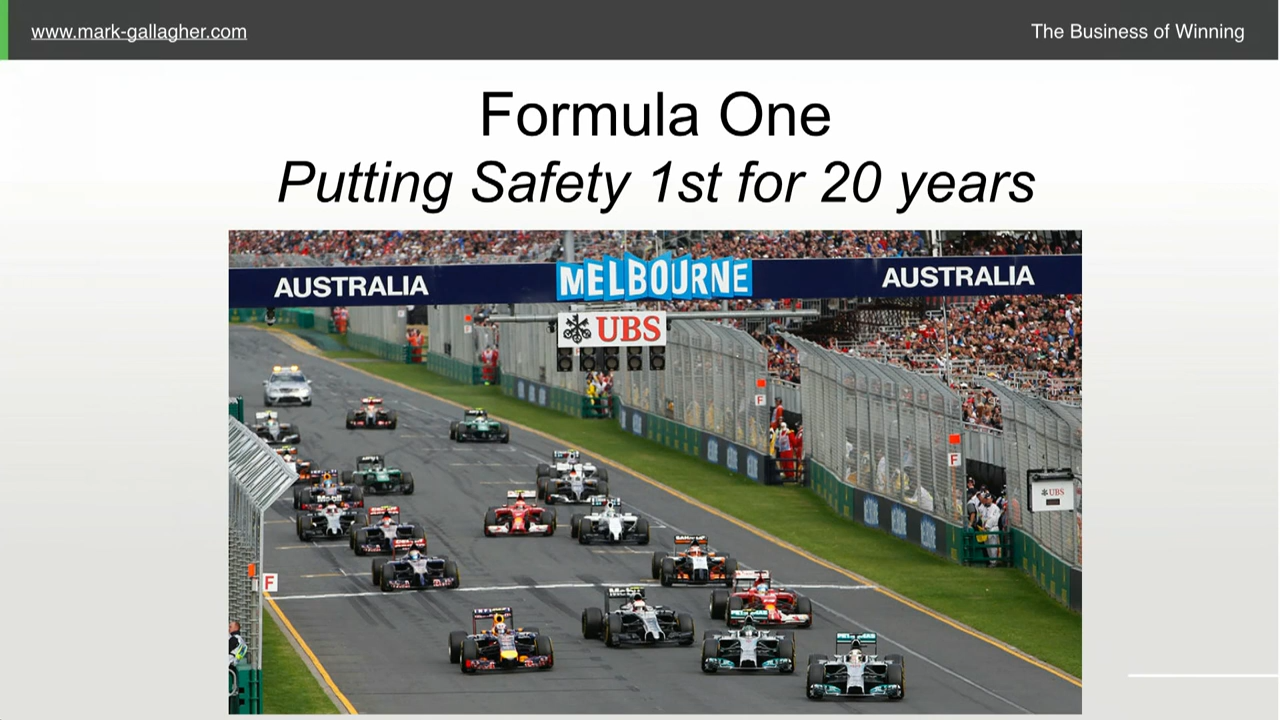 www.mark-gallagher.com
The Business of Winning
Formula One
Putting Safety 1st for 20 years
AUSTRALIA
MELBOURNE
AUSTRALIA
UBS
F
F
UBS
F